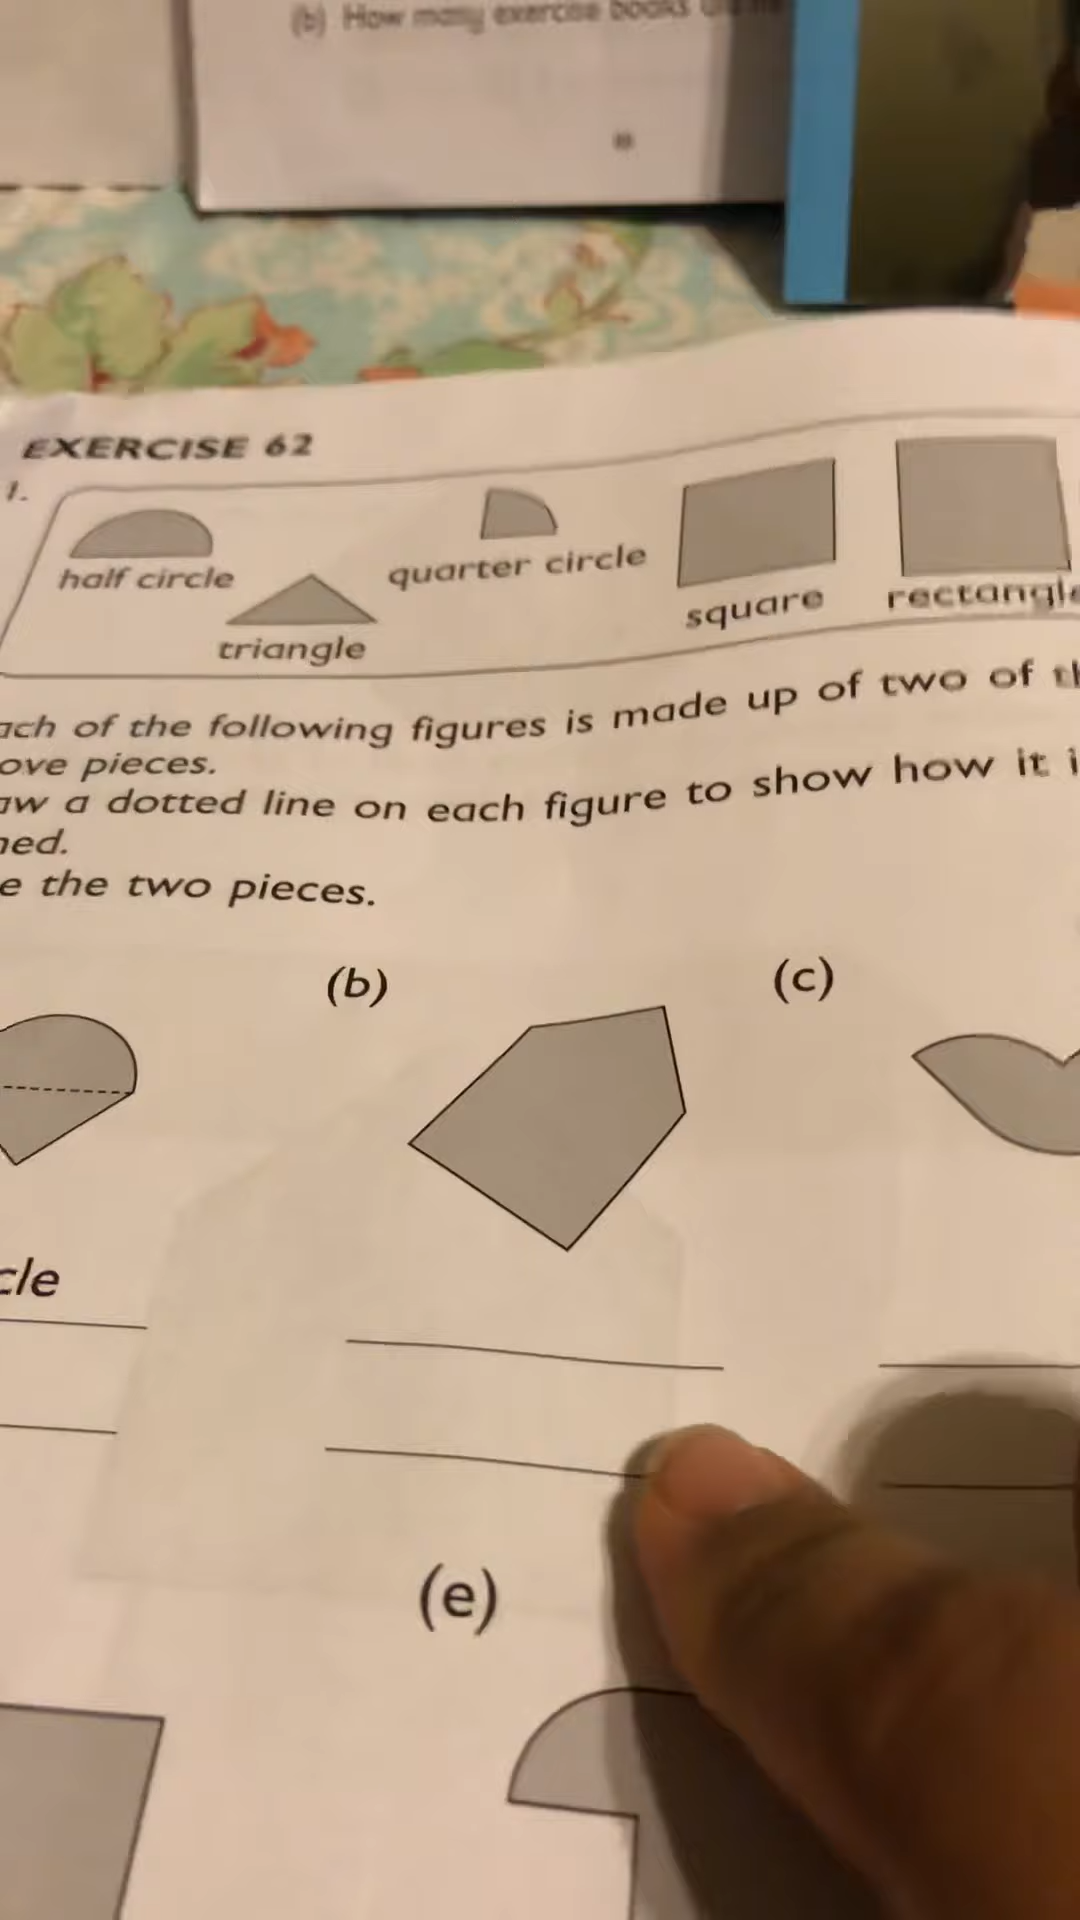 (b) How many exercise books
EXERCISE 62
1.
half circle
triangle
quarter circle
square
rectangle
ach of the following figures is made up of two of th
ove pieces.
aw a dotted line on each figure to show how it i
ned.
e the two pieces.
(b)
(c)
cle
(e)